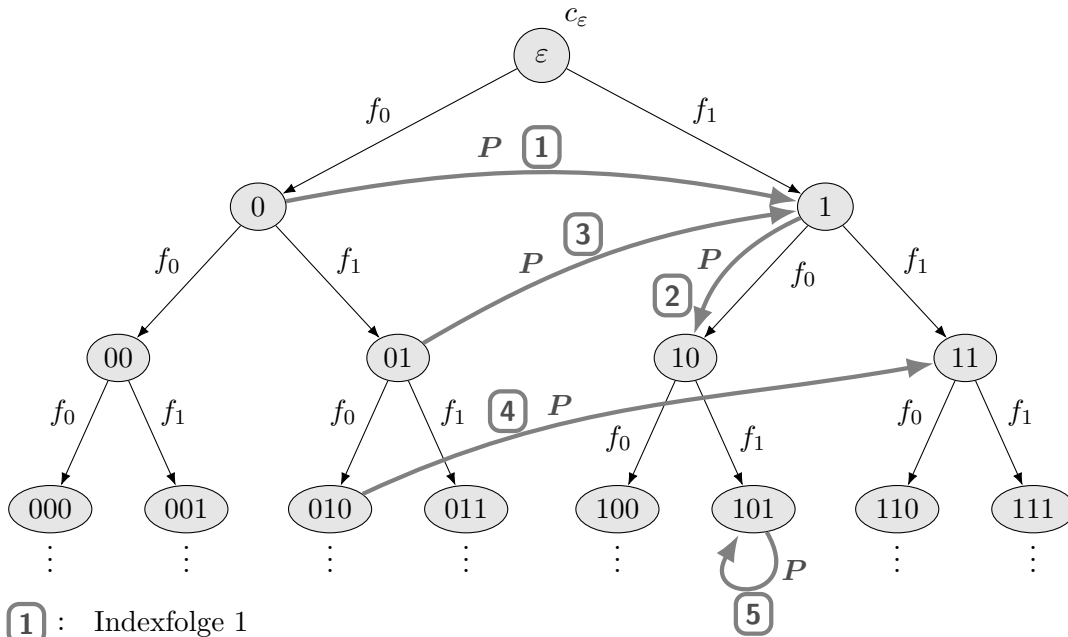 c_ε
ε
f_0 f_1
P 1
0 1
f_0 f_1 P 3 P 2 f_0 f_1
00 01 10 11
f_0 f_1 f_0 f_1 4 P f_0 f_1 f_0 f_1
000 001 010 011 100 101 110 111
⋮ ⋮ ⋮ ⋮ ⋮ P ⋮ ⋮
5
1 : Indexfolge 1